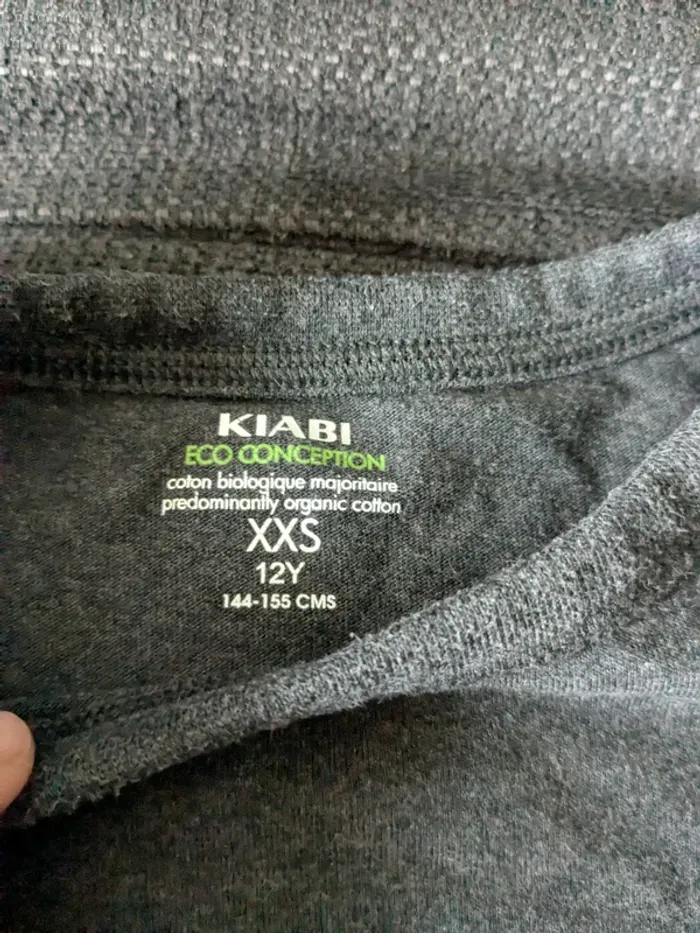 KIABI
ECO CONCEPTION
coton biologique majoritaire
predominantly organic cotton
XXS
12Y
144-155 CMS